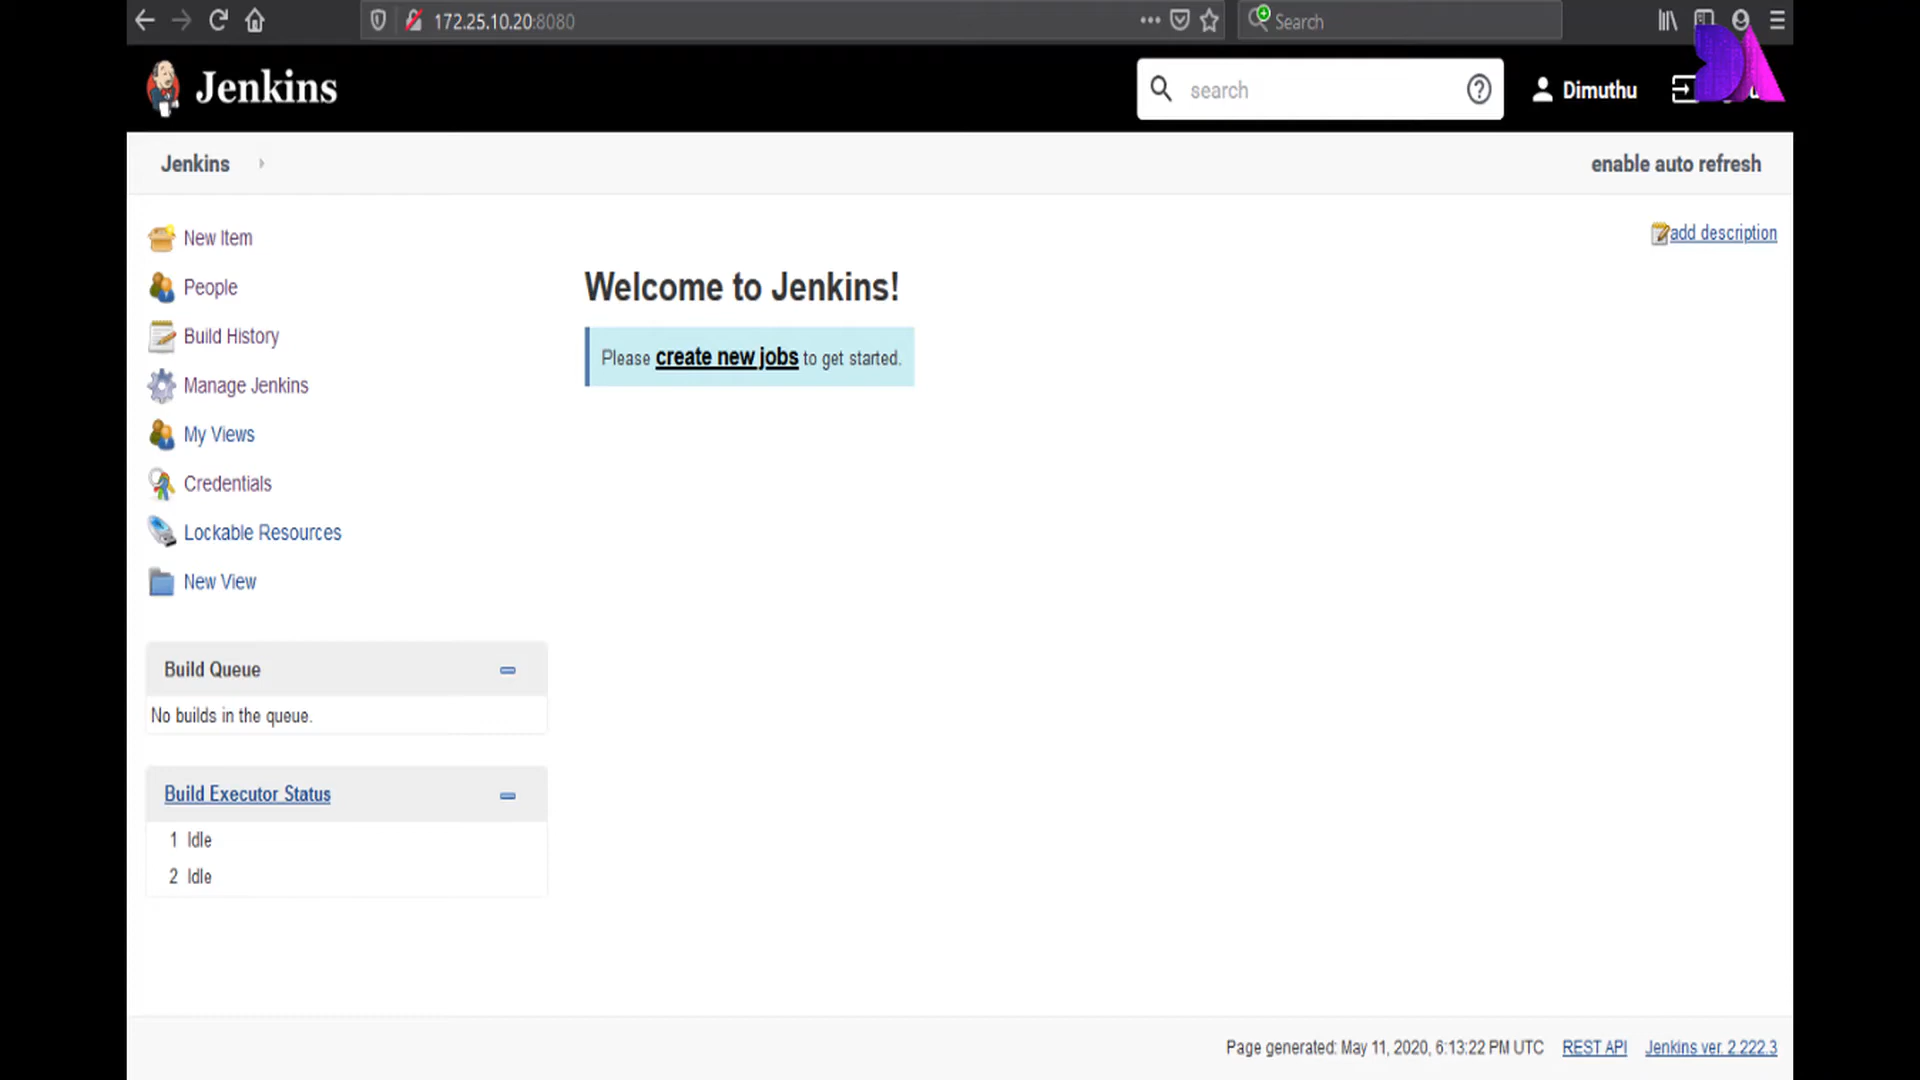 172.25.10.20:8080
Search
Jenkins
search
Dimuthu
Jenkins
enable auto refresh
New Item
People
Build History
Manage Jenkins
My Views
Credentials
Lockable Resources
New View
add description
Welcome to Jenkins!
Please create new jobs to get started.
Build Queue
No builds in the queue.
Build Executor Status
1 Idle
2 Idle
Page generated: May 11, 2020, 6:13:22 PM UTC REST API Jenkins ver. 2.222.3